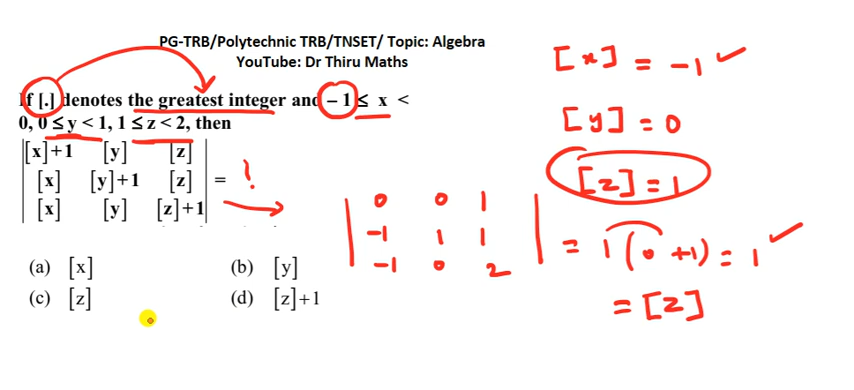 PG-TRB/Polytechnic TRB/TNSET/ Topic: Algebra
YouTube: Dr Thiru Maths
If [.] denotes the greatest integer and − 1 ≤ x <
0, 0 ≤ y < 1, 1 ≤ z < 2, then
|[x]+1 [y] [z]|
|[x] [y]+1 [z]| = ?
|[x] [y] [z]+1|
(a) [x] (b) [y]
(c) [z] (d) [z]+1
[x] = -1 ✓
[y] = 0
[z] = 1
|0 0 1|
|-1 1 1| = 1(0+1) = 1 ✓
|-1 0 2|
= [z]